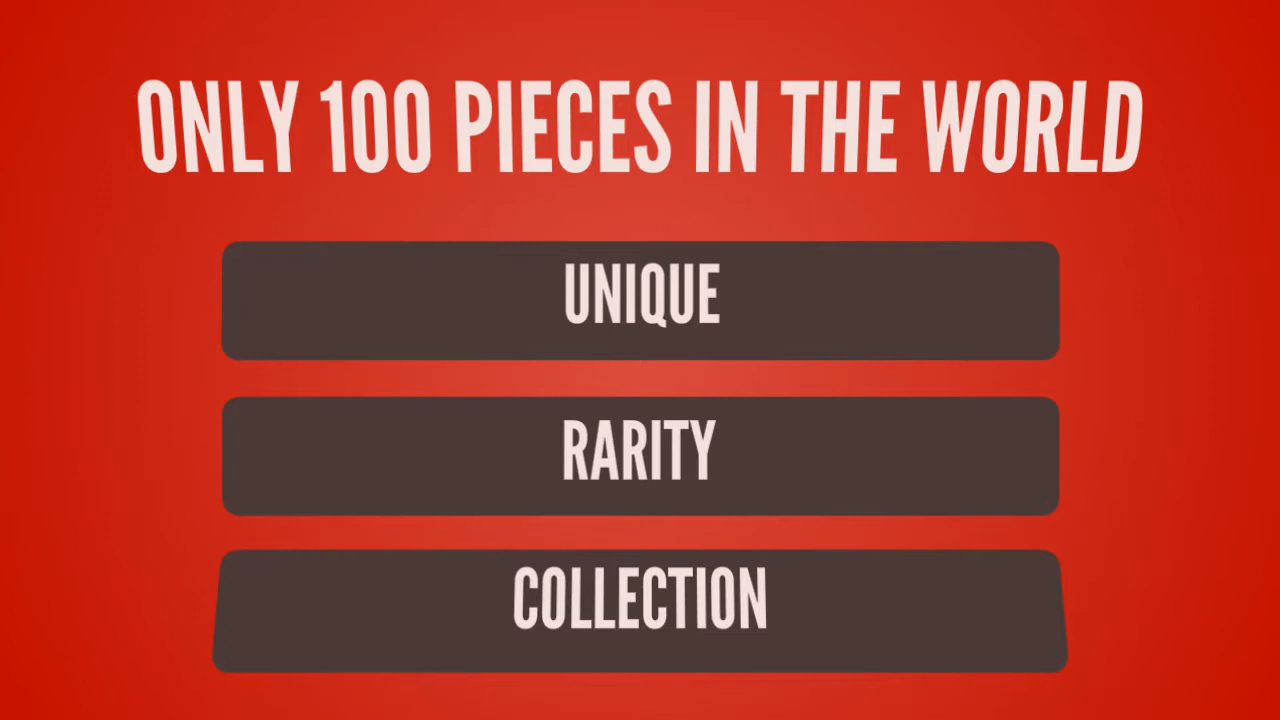 ONLY 100 PIECES IN THE WORLD
UNIQUE
RARITY
COLLECTION